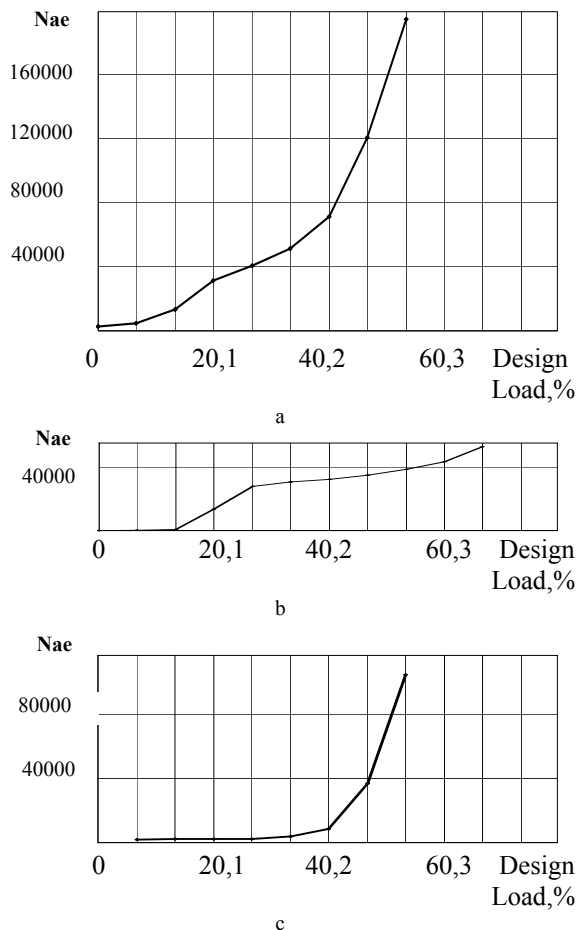 Nae
160000
120000
80000
40000
0 20,1 40,2 60,3 Design
Load,%
a
Nae
40000
0 20,1 40,2 60,3 Design
Load,%
b
Nae
80000
40000
0 20,1 40,2 60,3 Design
Load,%
c